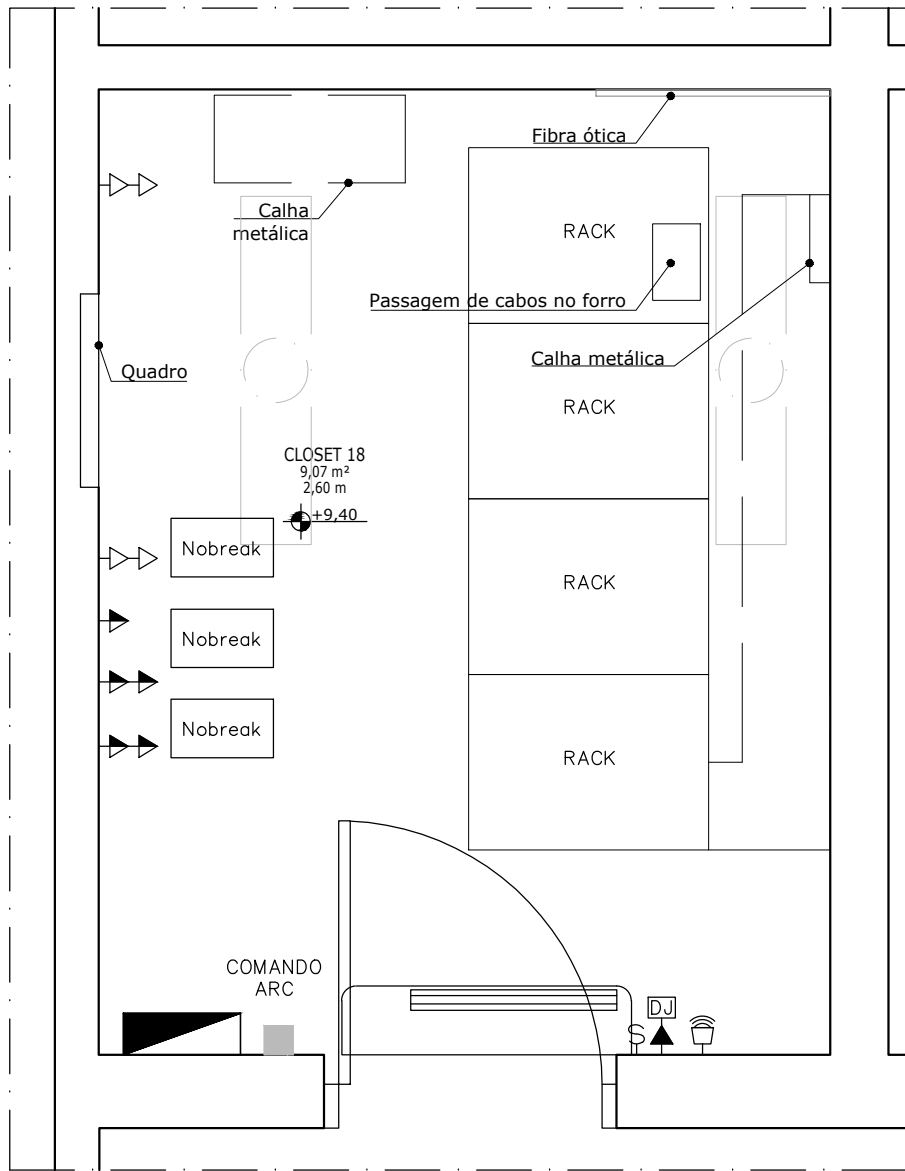 Fibra ótica
Calha
metálica
RACK
Passagem de cabos no forro
Calha metálica
Quadro
RACK
CLOSET 18
9,07 m²
2,60 m
+9,40
Nobreak
RACK
Nobreak
Nobreak
RACK
COMANDO
ARC
DJ
S